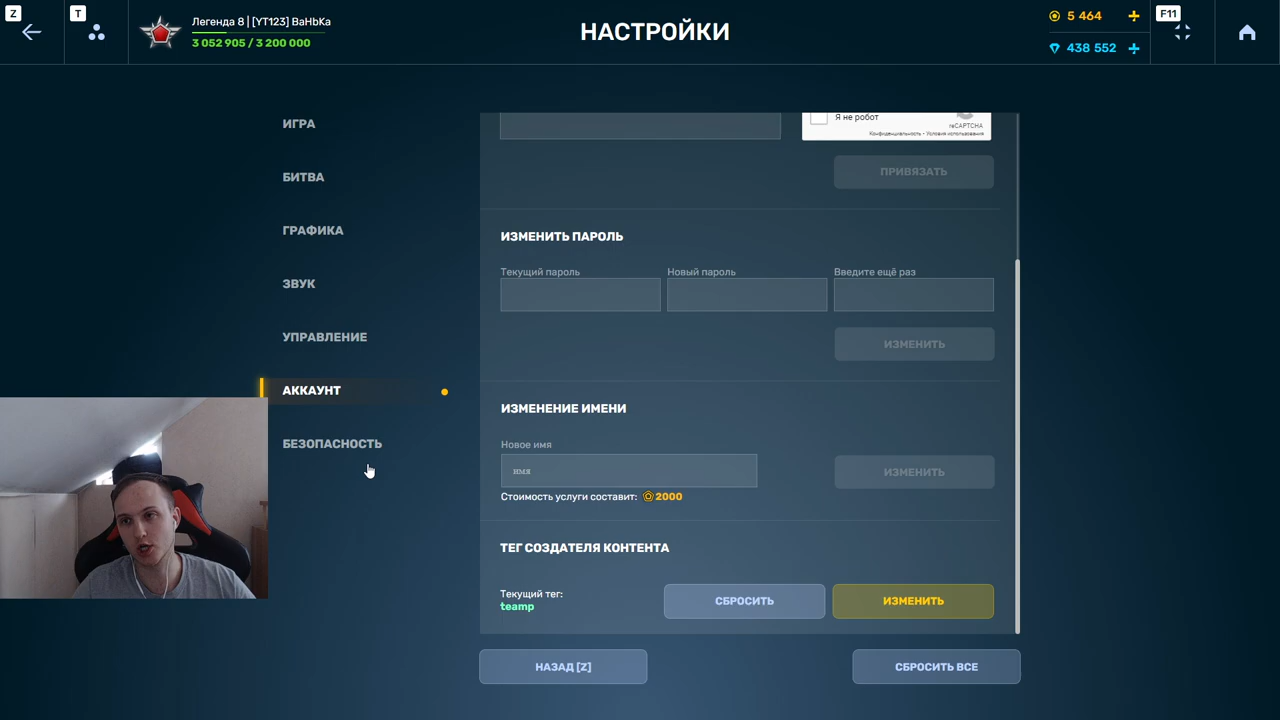 Z
T
Легенда 8 | [YT123] BaHbKa
3 052 905 / 3 200 000
НАСТРОЙКИ
5 464
438 552
F11
ИГРА
БИТВА
ГРАФИКА
ЗВУК
УПРАВЛЕНИЕ
АККАУНТ
БЕЗОПАСНОСТЬ
Я не робот
reCAPTCHA
Конфиденциальность - Условия использования
ПРИВЯЗАТЬ
ИЗМЕНИТЬ ПАРОЛЬ
Текущий пароль
Новый пароль
Введите ещё раз
ИЗМЕНИТЬ
ИЗМЕНЕНИЕ ИМЕНИ
Новое имя
имя
ИЗМЕНИТЬ
Стоимость услуги составит: 2000
ТЕГ СОЗДАТЕЛЯ КОНТЕНТА
Текущий тег:
teamp
СБРОСИТЬ
ИЗМЕНИТЬ
НАЗАД [Z]
СБРОСИТЬ ВСЕ